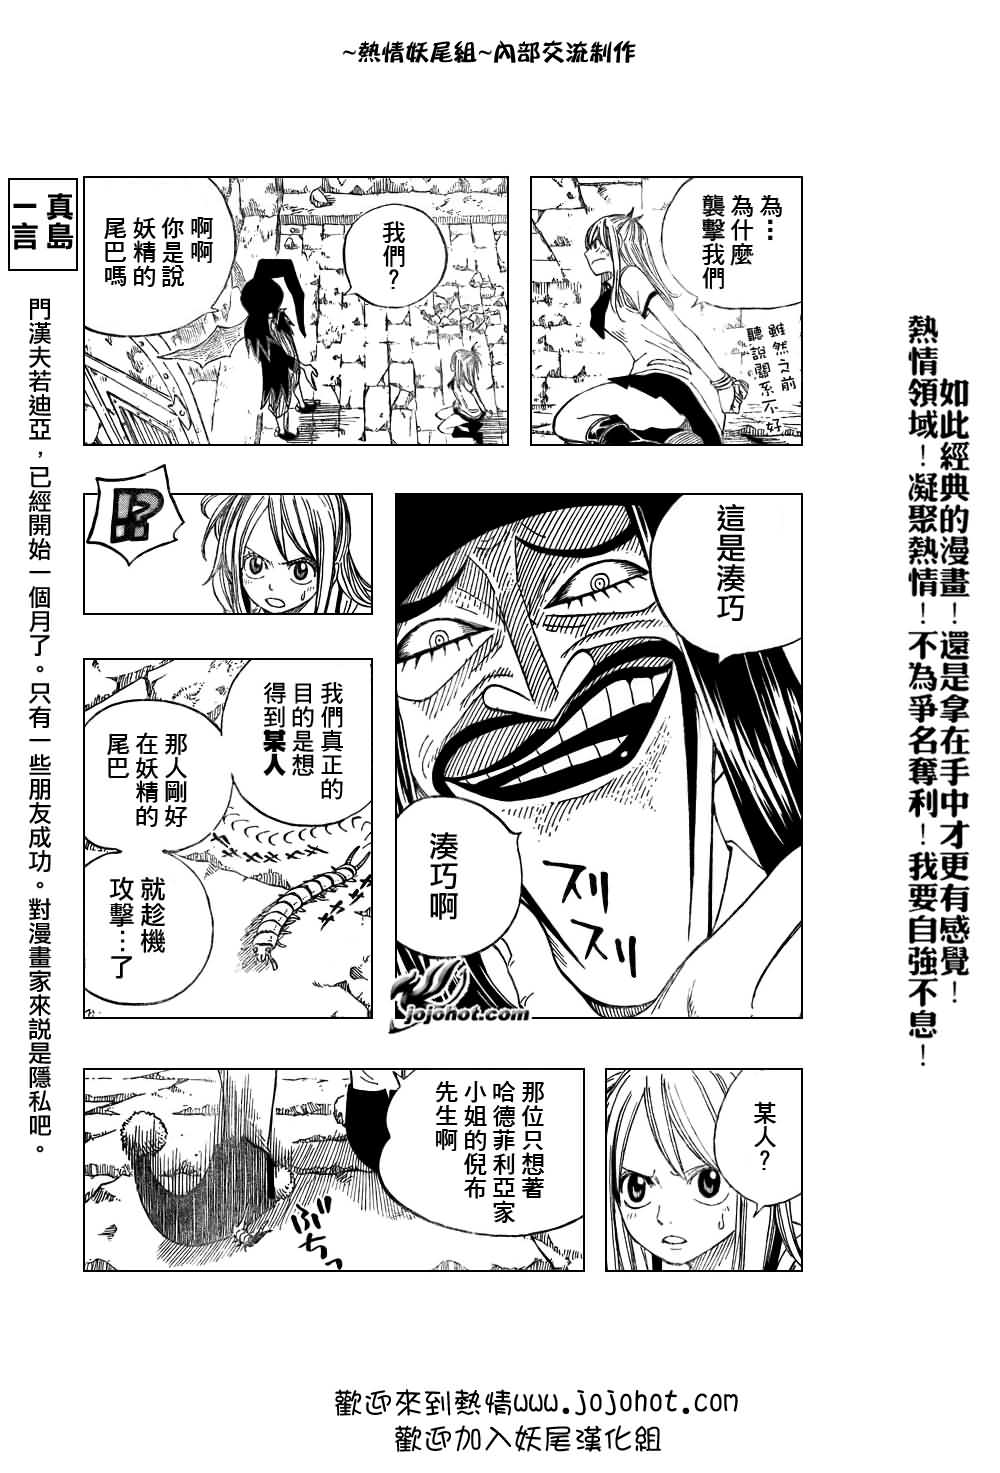 ~熱情妖尾組~內部交流制作
為…
為什麼
襲擊我們
雖然之前
聽說關系不好
我們?
啊啊
你是說
妖精的
尾巴嗎
這是湊巧
湊巧啊
ズリ
ズリ
!?
我們真正的
目的是想
得到某人
那人剛好
在妖精的
尾巴
就趁機
攻擊…了
jojohot.com
某人?
那位只想著
哈德菲利亞家
小姐的倪布
先生啊
ぶちっ
如此經典的漫畫!還是拿在手中才更有感覺!
熱情領域!凝聚熱情!不為爭名奪利!我要自強不息!
真島
一言
門漢夫若迪亞,已經開始一個月了。只有一些朋友成功。對漫畫家來說是隱私吧。
歡迎來到熱情www.jojohot.com
歡迎加入妖尾漢化組